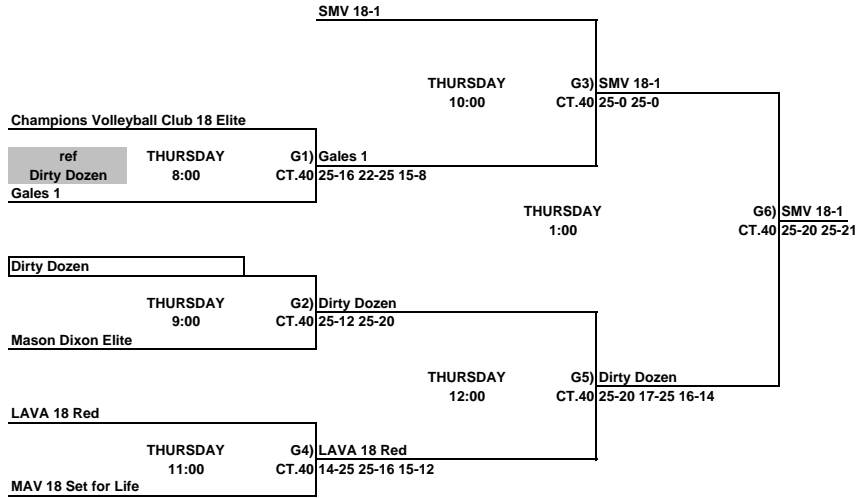 SMV 18-1
THURSDAY G3) SMV 18-1
10:00 CT.40 25-0 25-0
Champions Volleyball Club 18 Elite
ref THURSDAY G1) Gales 1
Dirty Dozen 8:00 CT.40 25-16 22-25 15-8
Gales 1
THURSDAY G6) SMV 18-1
1:00 CT.40 25-20 25-21
Dirty Dozen
THURSDAY G2) Dirty Dozen
9:00 CT.40 25-12 25-20
Mason Dixon Elite
THURSDAY G5) Dirty Dozen
12:00 CT.40 25-20 17-25 16-14
LAVA 18 Red
THURSDAY G4) LAVA 18 Red
11:00 CT.40 14-25 25-16 15-12
MAV 18 Set for Life